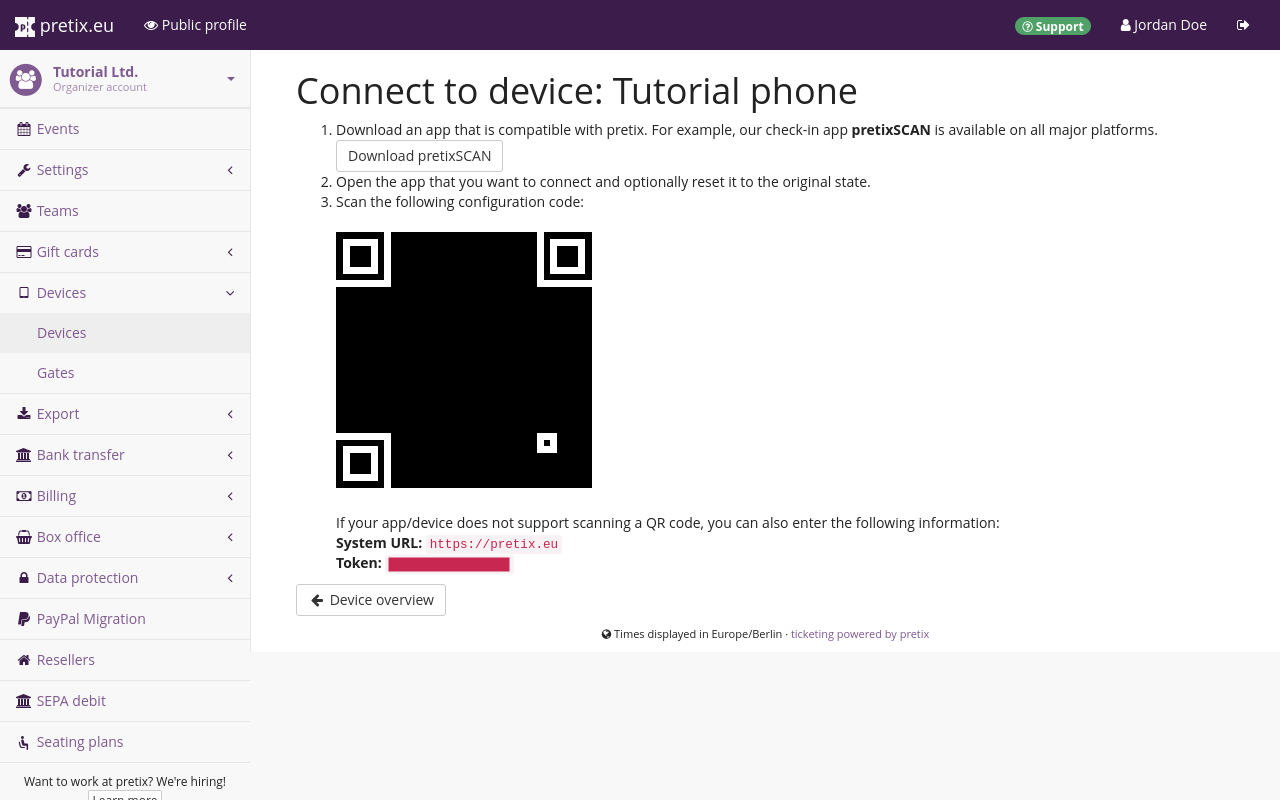 pretix.eu
Public profile
Support
Jordan Doe
Tutorial Ltd.
Organizer account
Events
Settings
Teams
Gift cards
Devices
Devices
Gates
Export
Bank transfer
Billing
Box office
Data protection
PayPal Migration
Resellers
SEPA debit
Seating plans
Want to work at pretix? We're hiring!
Learn more
Connect to device: Tutorial phone
1. Download an app that is compatible with pretix. For example, our check-in app pretixSCAN is available on all major platforms.
Download pretixSCAN
2. Open the app that you want to connect and optionally reset it to the original state.
3. Scan the following configuration code:
If your app/device does not support scanning a QR code, you can also enter the following information:
System URL: https://pretix.eu
Token:
Device overview
Times displayed in Europe/Berlin · ticketing powered by pretix